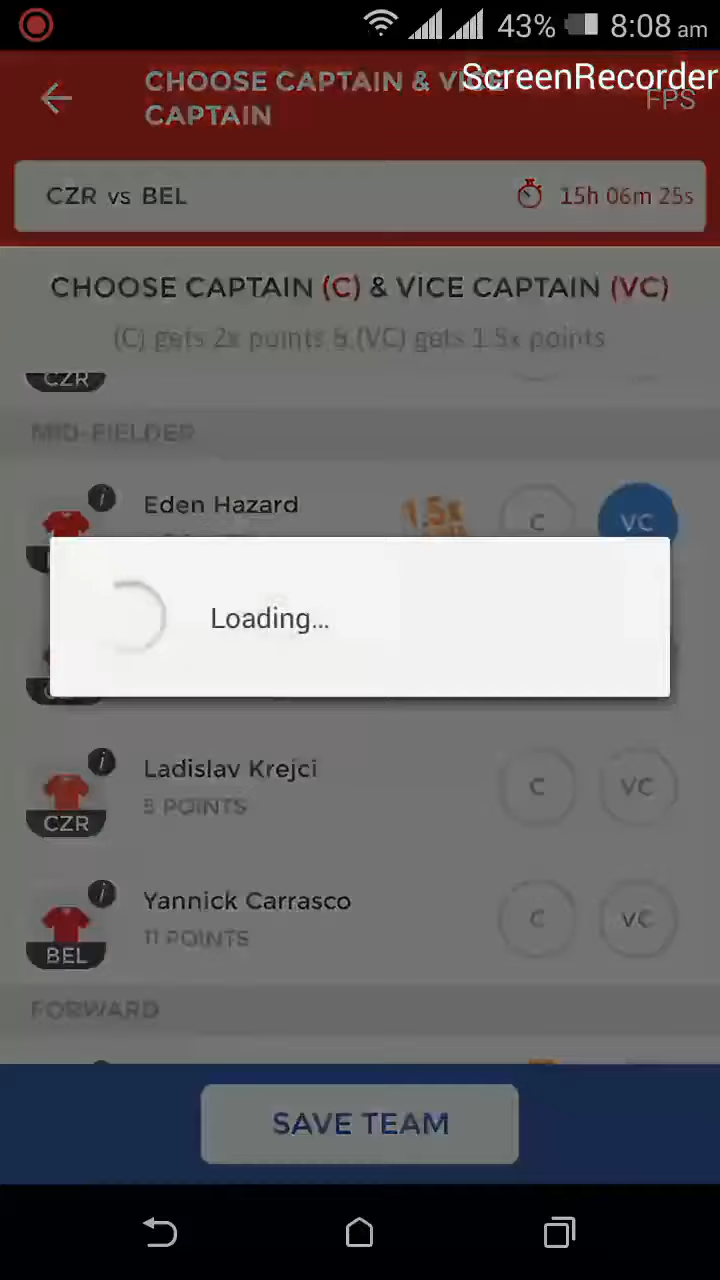 43% 8:08 am
ScreenRecorder
CHOOSE CAPTAIN & VICE
CAPTAIN
FPS
CZR vs BEL
15h 06m 25s
CHOOSE CAPTAIN (C) & VICE CAPTAIN (VC)
(C) gets 2x points & (VC) gets 1.5x points
CZR
MID-FIELDER
i
Eden Hazard
1.5x
C
VC
Loading...
i
Ladislav Krejci
5 POINTS
C
VC
CZR
i
Yannick Carrasco
11 POINTS
C
VC
BEL
FORWARD
SAVE TEAM